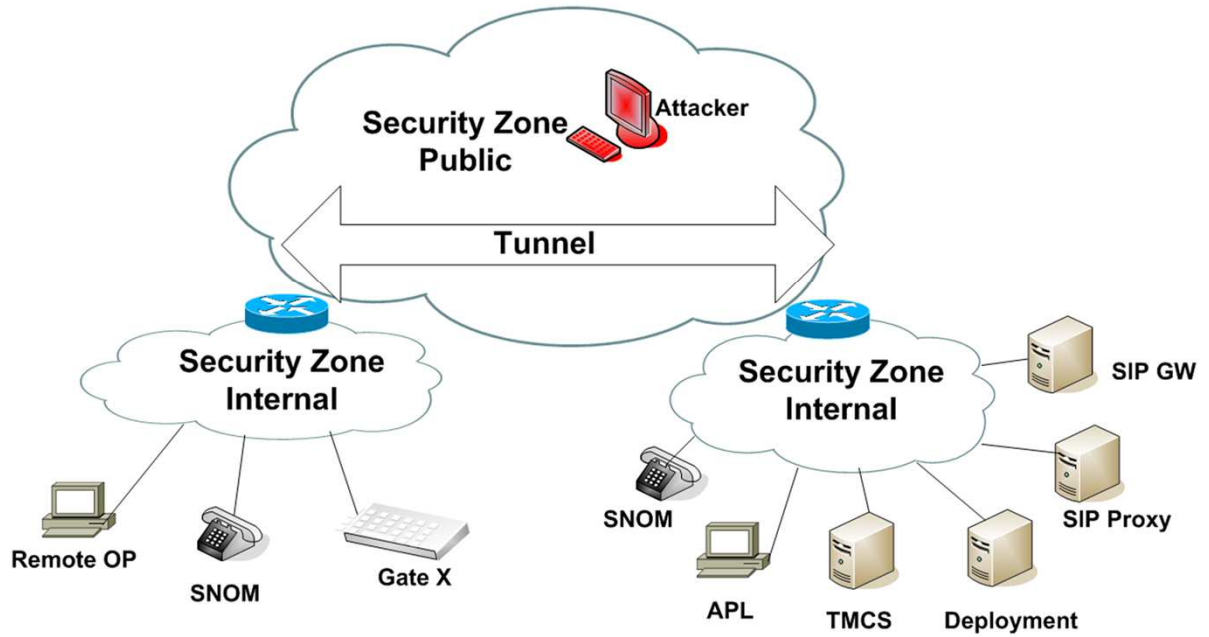 Attacker
Security Zone
Public
Tunnel
Security Zone
Internal
Security Zone
Internal
SIP GW
SNOM
SIP Proxy
Remote OP
SNOM
Gate X
APL
TMCS
Deployment